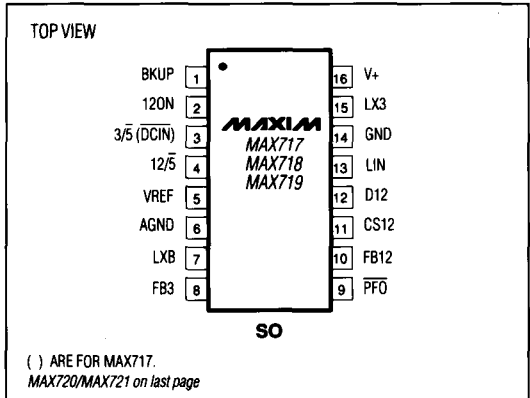 TOP VIEW
BKUP 1
12ON 2
3/5̅ (D̅C̅I̅N̅) 3
12/5̅ 4
VREF 5
AGND 6
LXB 7
FB3 8
MAXIM
MAX717
MAX718
MAX719
16 V+
15 LX3
14 GND
13 LIN
12 D12
11 CS12
10 FB12
9 P̅F̅O̅
SO
( ) ARE FOR MAX717.
MAX720/MAX721 on last page